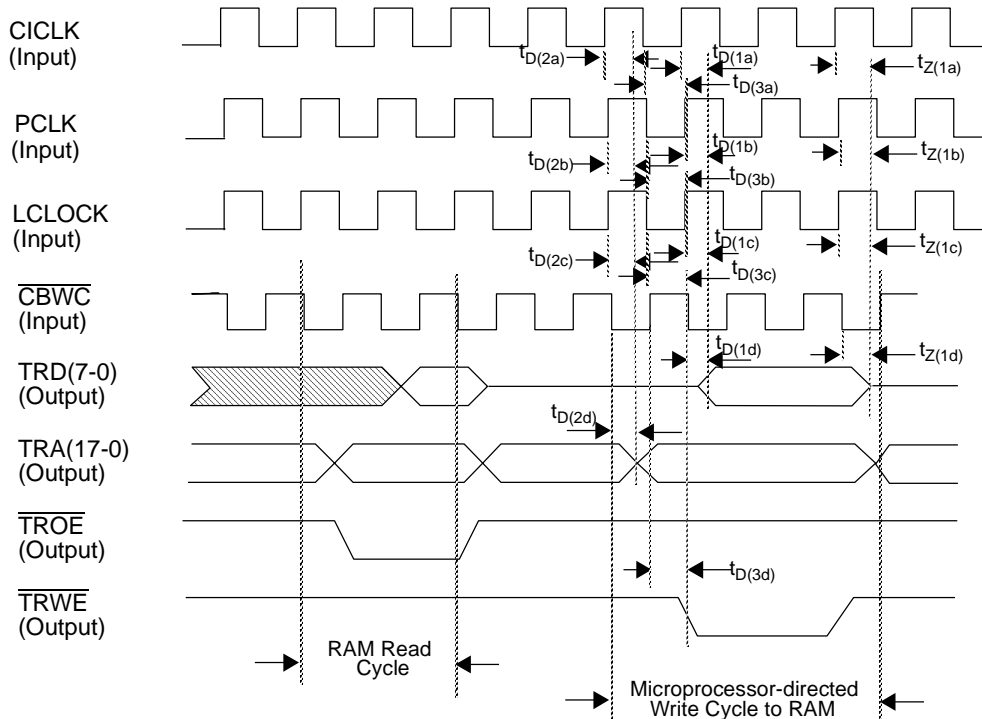 CICLK
(Input)
tD(2a)
tD(1a)
tZ(1a)
tD(3a)
PCLK
(Input)
tD(1b)
tD(2b)
tZ(1b)
tD(3b)
LCLOCK
(Input)
tD(1c)
tD(2c)
tZ(1c)
tD(3c)
CBWC
(Input)
tD(1d)
tZ(1d)
TRD(7-0)
(Output)
tD(2d)
TRA(17-0)
(Output)
TROE
(Output)
tD(3d)
TRWE
(Output)
RAM Read
Cycle
Microprocessor-directed
Write Cycle to RAM